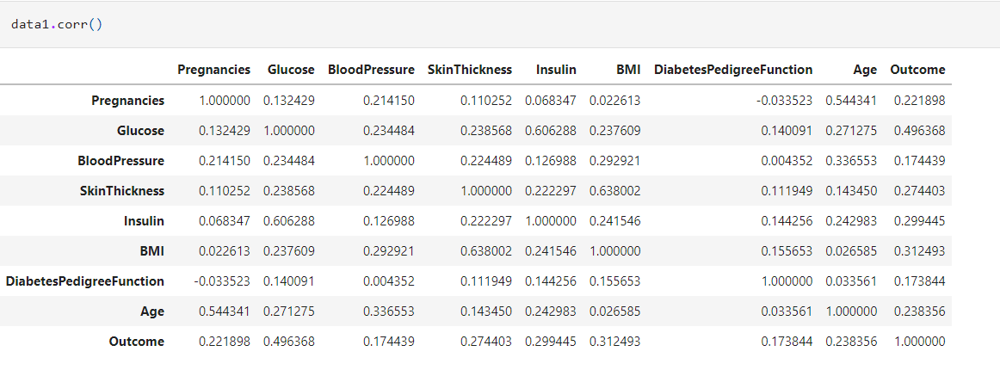 data1.corr()
Pregnancies Glucose BloodPressure SkinThickness Insulin BMI DiabetesPedigreeFunction Age Outcome
Pregnancies 1.000000 0.132429 0.214150 0.110252 0.068347 0.022613 -0.033523 0.544341 0.221898
Glucose 0.132429 1.000000 0.234484 0.238568 0.606288 0.237609 0.140091 0.271275 0.496368
BloodPressure 0.214150 0.234484 1.000000 0.224489 0.126988 0.292921 0.004352 0.336553 0.174439
SkinThickness 0.110252 0.238568 0.224489 1.000000 0.222297 0.638002 0.111949 0.143450 0.274403
Insulin 0.068347 0.606288 0.126988 0.222297 1.000000 0.241546 0.144256 0.242983 0.299445
BMI 0.022613 0.237609 0.292921 0.638002 0.241546 1.000000 0.155653 0.026585 0.312493
DiabetesPedigreeFunction -0.033523 0.140091 0.004352 0.111949 0.144256 0.155653 1.000000 0.033561 0.173844
Age 0.544341 0.271275 0.336553 0.143450 0.242983 0.026585 0.033561 1.000000 0.238356
Outcome 0.221898 0.496368 0.174439 0.274403 0.299445 0.312493 0.173844 0.238356 1.000000